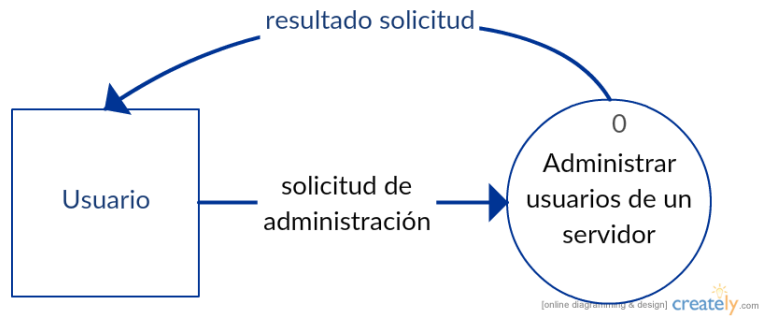 resultado solicitud
0
Administrar
usuarios de un
servidor
Usuario
solicitud de
administración
[online diagramming & design] creately.com